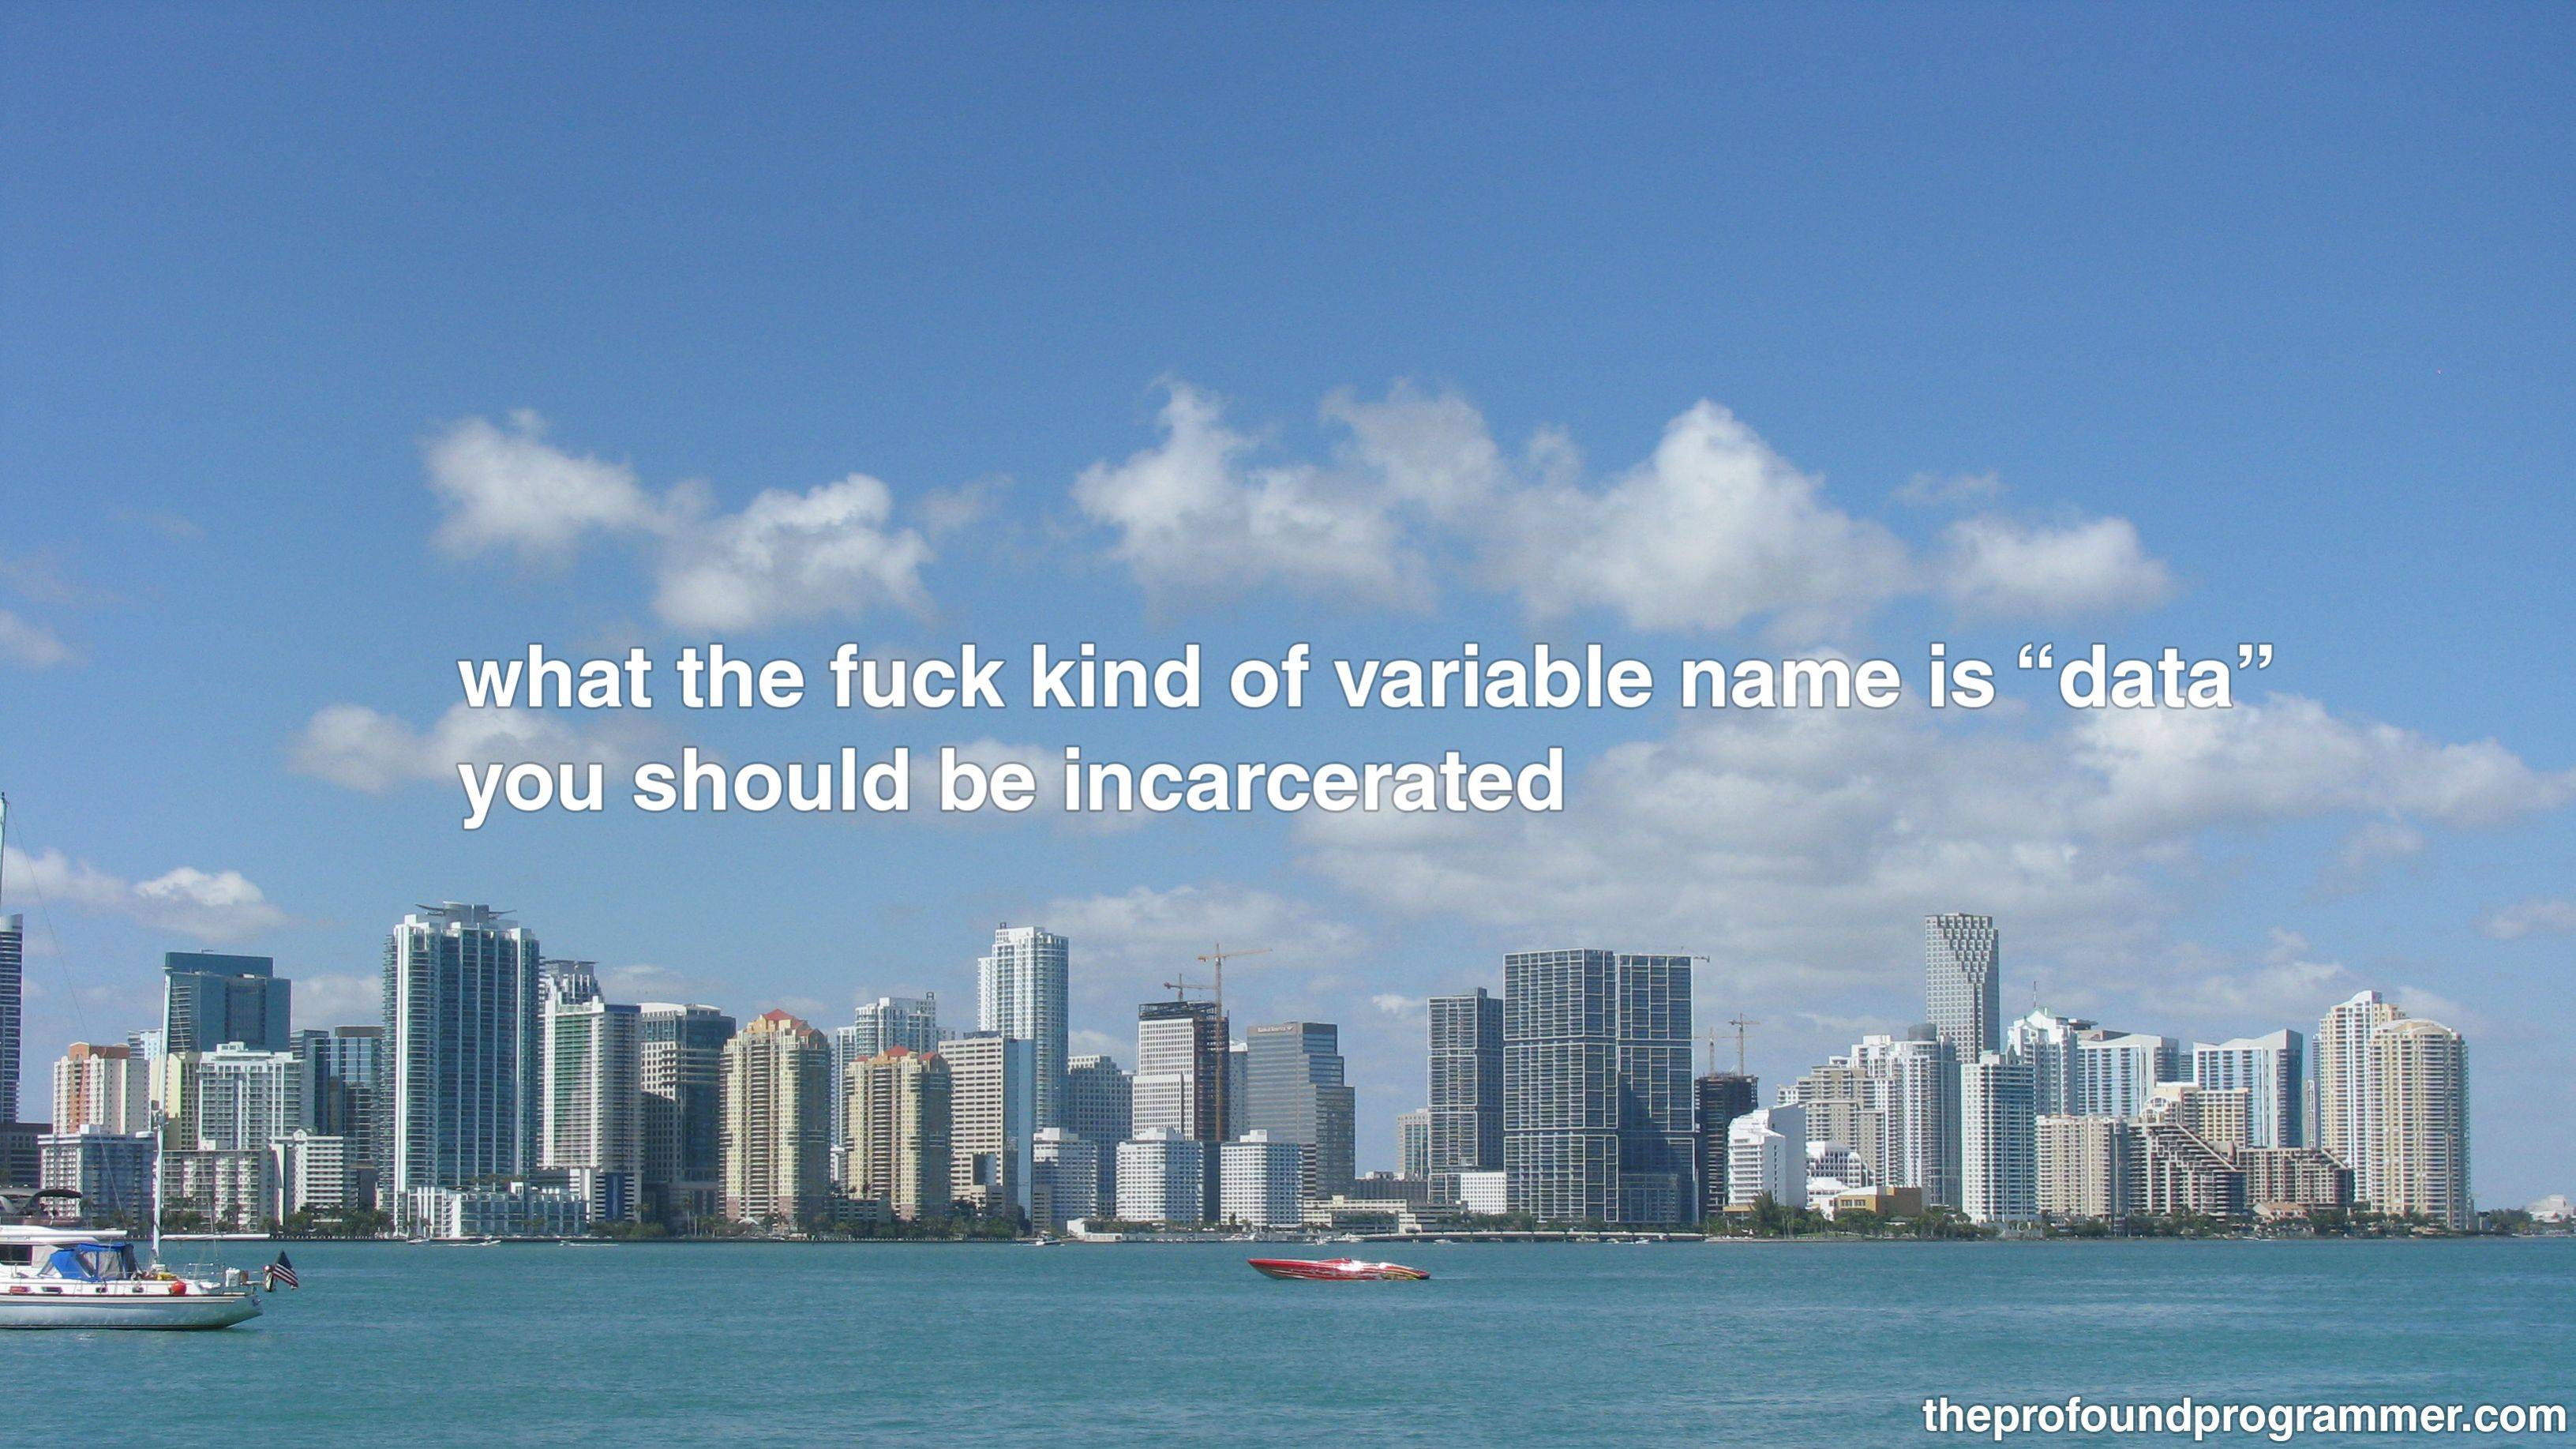 what the fuck kind of variable name is “data”
you should be incarcerated
theprofoundprogrammer.com